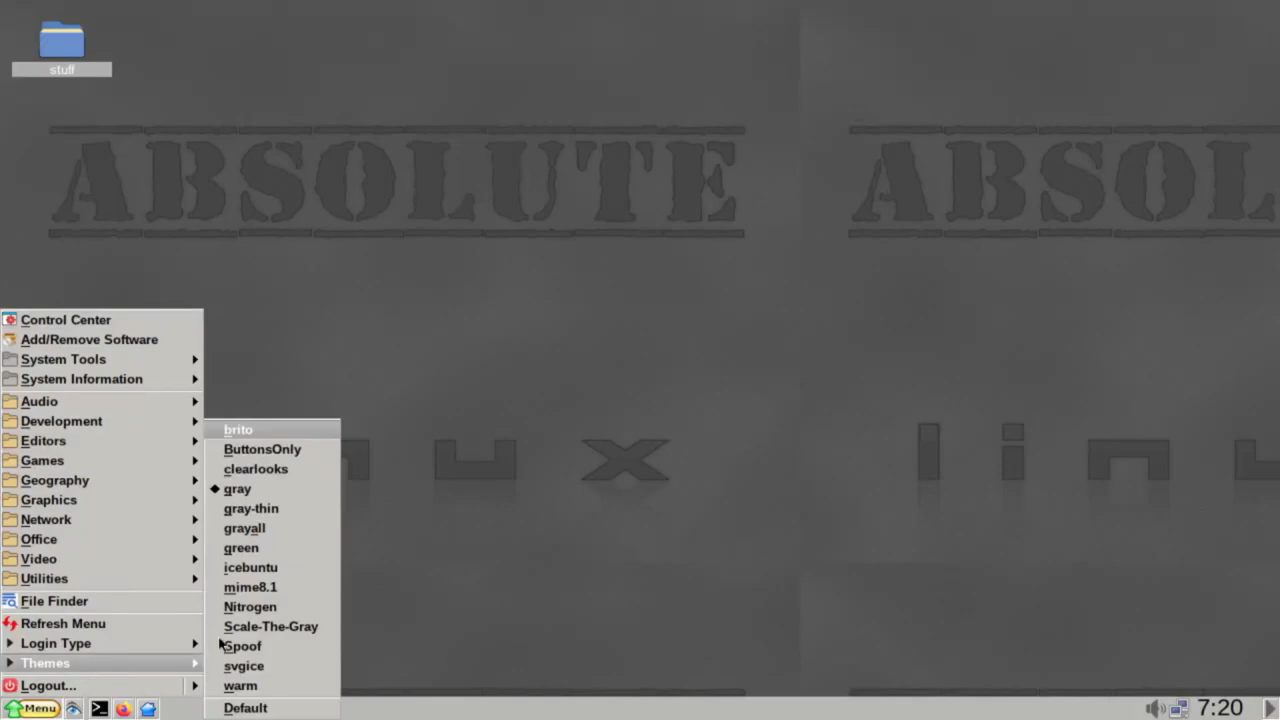 stuff
ABSOLUTE
ABSOL
Control Center
Add/Remove Software
System Tools
System Information
Audio
Development
Editors
Games
Geography
Graphics
Network
Office
Video
Utilities
File Finder
Refresh Menu
Login Type
Themes
Logout...
brito
ButtonsOnly
clearlooks
gray
gray-thin
grayall
green
icebuntu
mime8.1
Nitrogen
Scale-The-Gray
Spoof
svgice
warm
Default
nux
linu
Menu
7:20